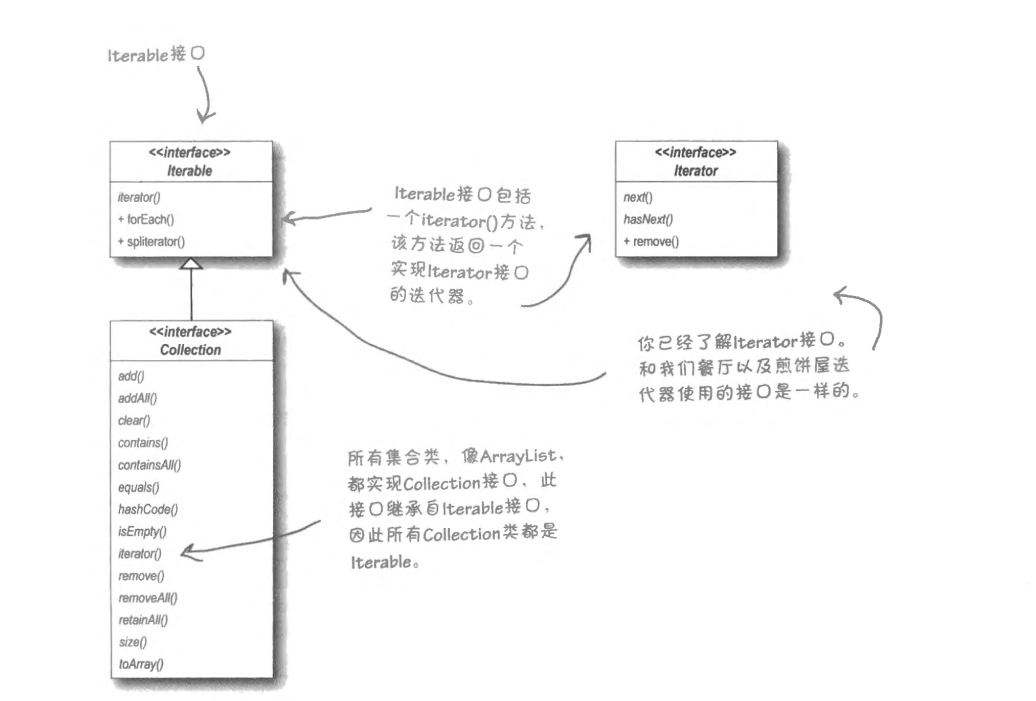 Iterable接口
<<interface>>
Iterable
iterator()
+ forEach()
+ spliterator()
Iterable接口包括
一个iterator()方法，
该方法返回一个
实现Iterator接口
的迭代器。
<<interface>>
Iterator
next()
hasNext()
+ remove()
你已经了解Iterator接口。
和我们餐厅以及煎饼屋迭
代器使用的接口是一样的。
<<interface>>
Collection
add()
addAll()
clear()
contains()
containsAll()
equals()
hashCode()
isEmpty()
iterator()
remove()
removeAll()
retainAll()
size()
toArray()
所有集合类，像ArrayList，
都实现Collection接口，此
接口继承自Iterable接口，
因此所有Collection类都是
Iterable。